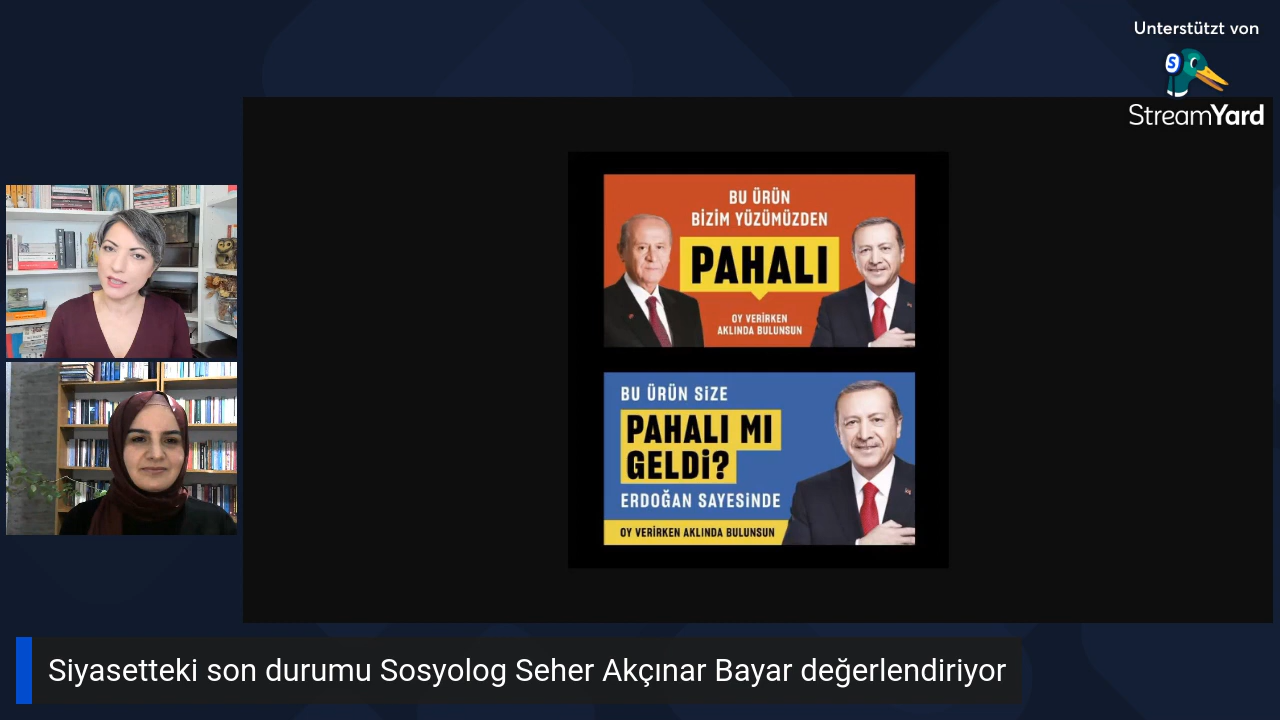 Unterstützt von
StreamYard
BU ÜRÜN
BİZİM YÜZÜMÜZDEN
PAHALI
OY VERİRKEN
AKLINDA BULUNSUN
BU ÜRÜN SİZE
PAHALI MI
GELDİ?
ERDOĞAN SAYESİNDE
OY VERİRKEN AKLINDA BULUNSUN
Siyasetteki son durumu Sosyolog Seher Akçınar Bayar değerlendiriyor